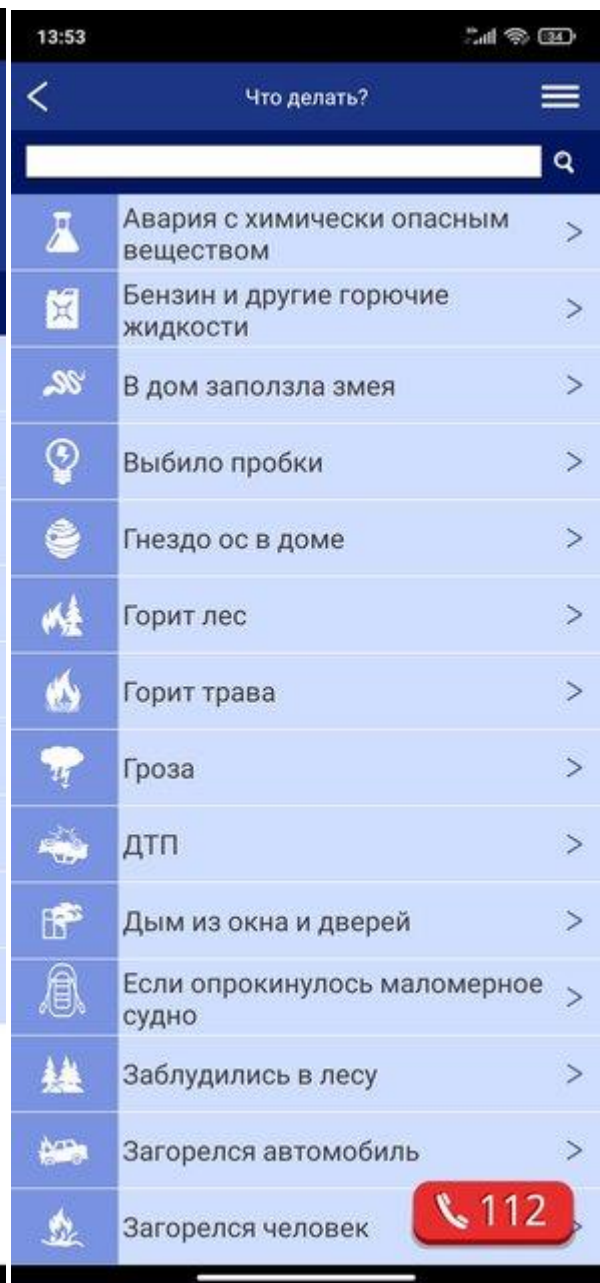 13:53
34
Что делать?
Авария с химически опасным
веществом
Бензин и другие горючие
жидкости
В дом заползла змея
Выбило пробки
Гнездо ос в доме
Горит лес
Горит трава
Гроза
ДТП
Дым из окна и дверей
Если опрокинулось маломерное
судно
Заблудились в лесу
Загорелся автомобиль
Загорелся человек
112